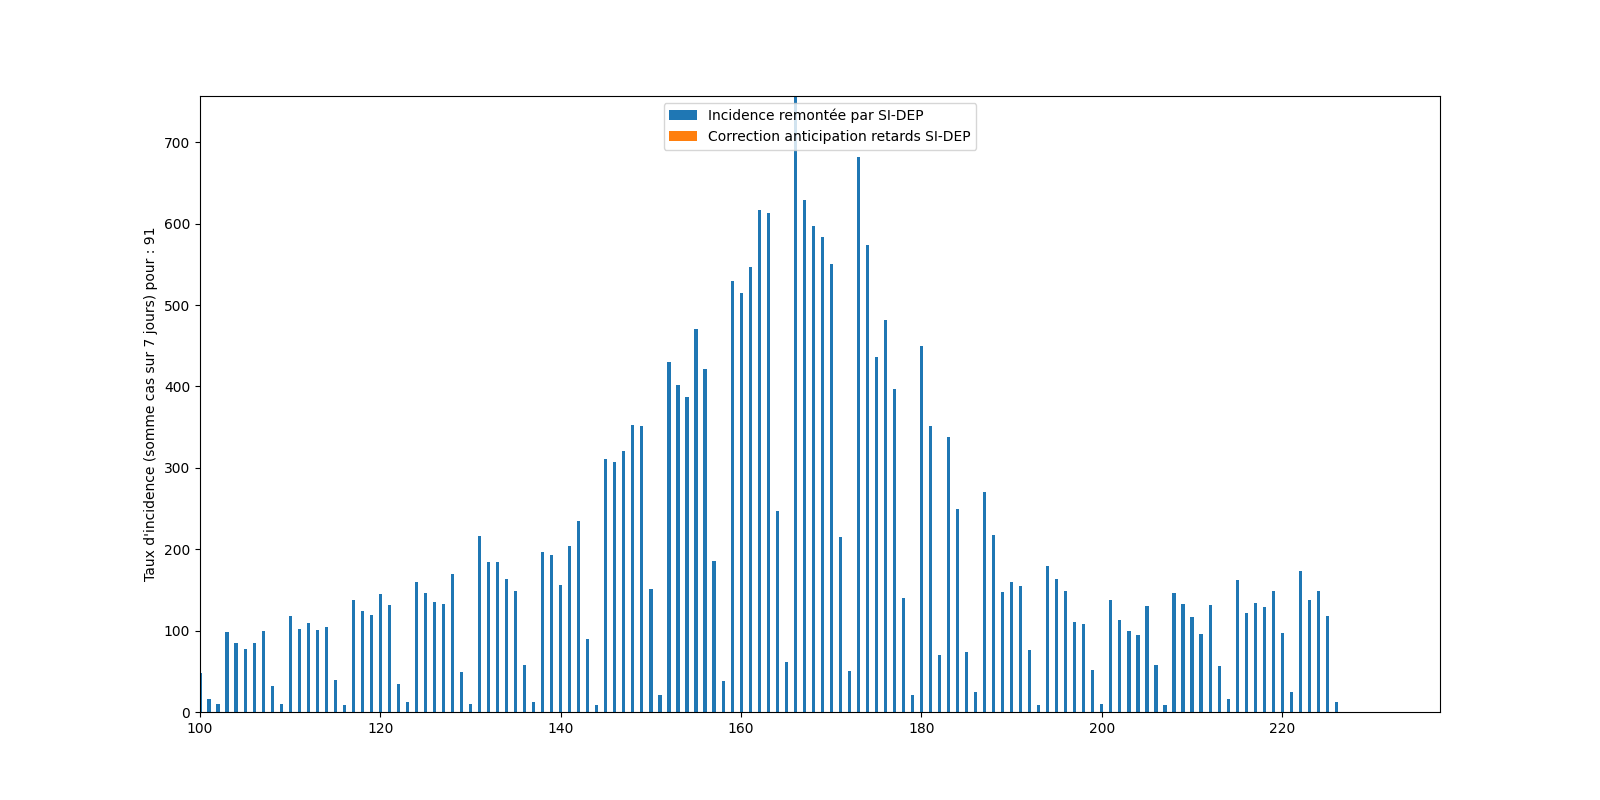 Incidence remontée par SI-DEP
Correction anticipation retards SI-DEP
Taux d'incidence (somme cas sur 7 jours) pour : 91
700
600
500
400
300
200
100
0
100 120 140 160 180 200 220